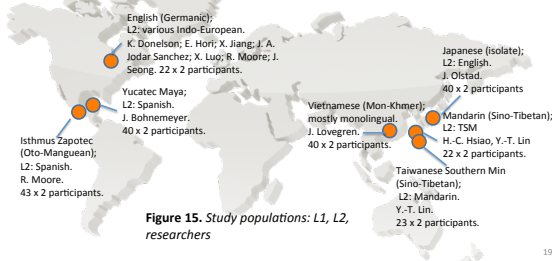 English (Germanic);
L2: various Indo-European.
K. Donelson; E. Hori; X. Jiang; J. A.
Jodar Sanchez; X. Luo; R. Moore; J.
Seong. 22 x 2 participants.
Yucatec Maya;
L2: Spanish.
J. Bohnemeyer.
40 x 2 participants.
Isthmus Zapotec
(Oto-Manguean);
L2: Spanish.
R. Moore.
43 x 2 participants.
Vietnamese (Mon-Khmer);
mostly monolingual.
J. Lovegren.
40 x 2 participants.
Japanese (isolate);
L2: English.
J. Olstad.
40 x 2 participants
Mandarin (Sino-Tibetan);
L2: TSM
H.-C. Hsiao, Y.-T. Lin
22 x 2 participants.
Taiwanese Southern Min
(Sino-Tibetan);
L2: Mandarin.
Y.-T. Lin.
23 x 2 participants.
Figure 15. Study populations: L1, L2,
researchers
19